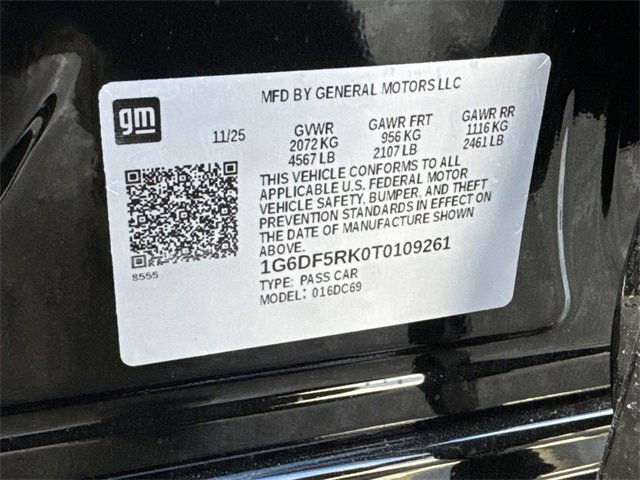 MFD BY GENERAL MOTORS LLC
gm
11/25
GVWR GAWR FRT GAWR RR
2072 KG 956 KG 1116 KG
4567 LB 2107 LB 2461 LB
THIS VEHICLE CONFORMS TO ALL
APPLICABLE U.S. FEDERAL MOTOR
VEHICLE SAFETY, BUMPER, AND THEFT
PREVENTION STANDARDS IN EFFECT ON
THE DATE OF MANUFACTURE SHOWN
ABOVE.
1G6DF5RK0T0109261
8555
TYPE: PASS CAR
MODEL: 016DC69